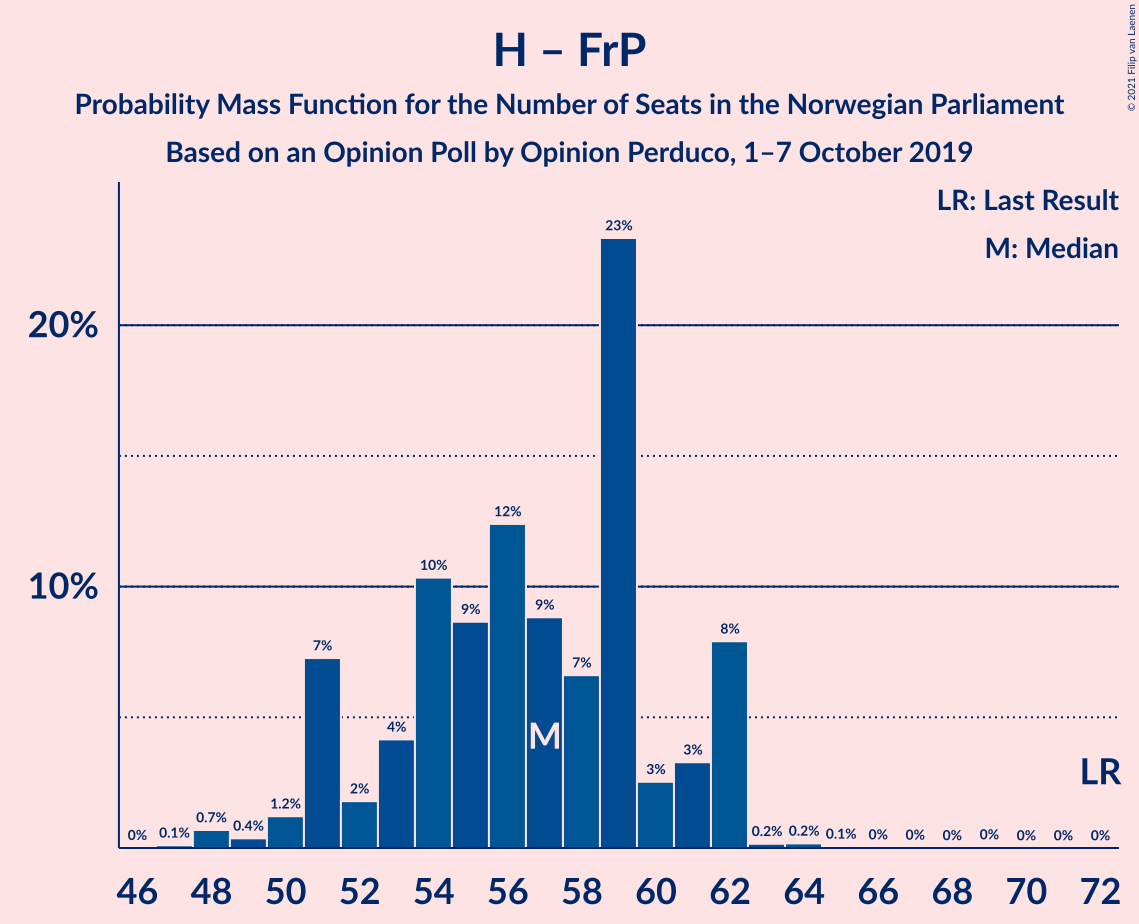 H – FrP
Probability Mass Function for the Number of Seats in the Norwegian Parliament
Based on an Opinion Poll by Opinion Perduco, 1–7 October 2019
© 2021 Filip van Laenen
LR: Last Result
M: Median
20%
10%
0% 0.1% 0.7% 0.4% 1.2% 7% 2% 4% 10% 9% 12% 9% 7% 23% 3% 3% 8% 0.2% 0.2% 0.1% 0% 0% 0% 0% 0% 0% 0%
M
LR
46 48 50 52 54 56 58 60 62 64 66 68 70 72